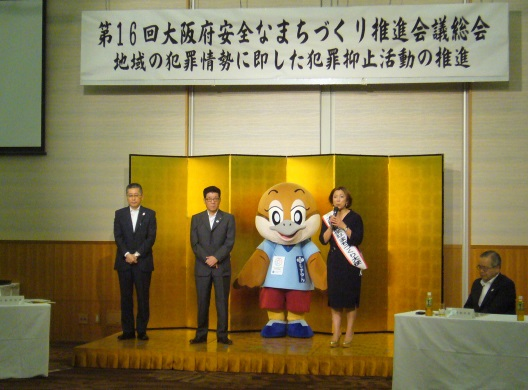 第16回大阪府安全なまちづくり推進会議総会
地域の犯罪情勢に即した犯罪抑止活動の推進